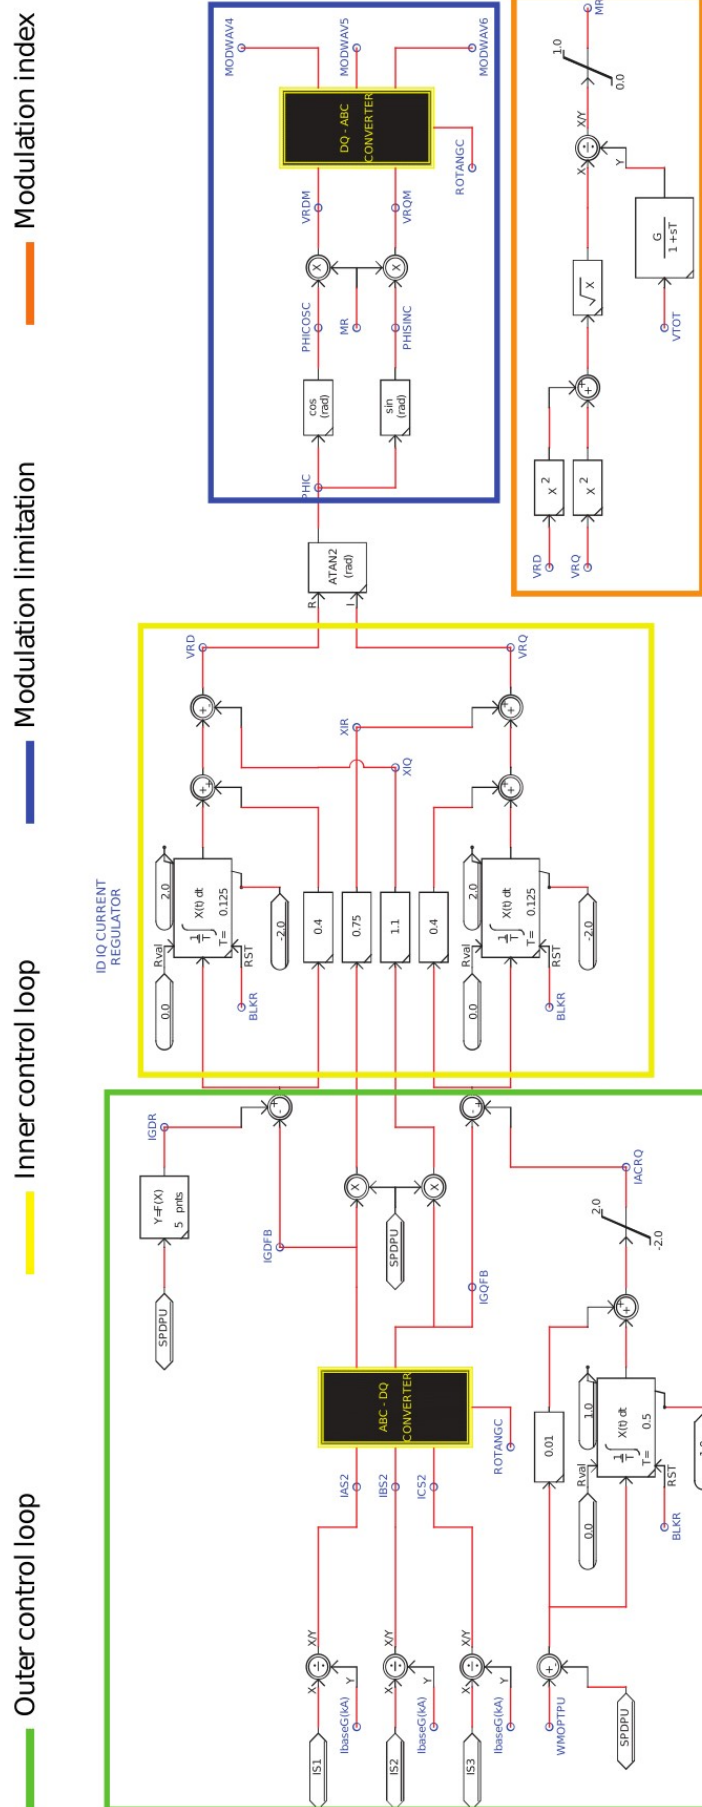 Outer control loop
Inner control loop
Modulation limitation
Modulation index
SPDPU
Y=F(X)
5 pnts
IGDR
IS1
X
X/Y
÷
Y
IbaseG(kA)
IAS2
IS2
X
X/Y
÷
Y
IbaseG(kA)
IBS2
IS3
X
X/Y
÷
Y
IbaseG(kA)
ICS2
ABC - DQ
CONVERTER
ROTANGC
IGDFB
IGQFB
X
SPDPU
X
WMOPTPU
SPDPU
0.01
0.0
Rval
1.0
1/T
X(t) dt
T= 0.5
RST
BLKR
2.0
-2.0
IACRQ
ID IQ CURRENT
REGULATOR
0.0
Rval
2.0
1/T
X(t) dt
T= 0.125
RST
BLKR
-2.0
0.4
0.75
1.1
0.4
0.0
Rval
2.0
1/T
X(t) dt
T= 0.125
RST
BLKR
-2.0
XIR
XIQ
VRD
VRQ
R
I
ATAN2
(rad)
PHIC
cos
(rad)
sin
(rad)
PHICOSC
MR
PHISINC
X
X
VRDM
VRQM
DQ - ABC
CONVERTER
ROTANGC
MODWAV4
MODWAV5
MODWAV6
VRD
VRQ
X 2
X 2
√X
VTOT
G
1 +sT
X
X/Y
÷
Y
1.0
0.0
MR